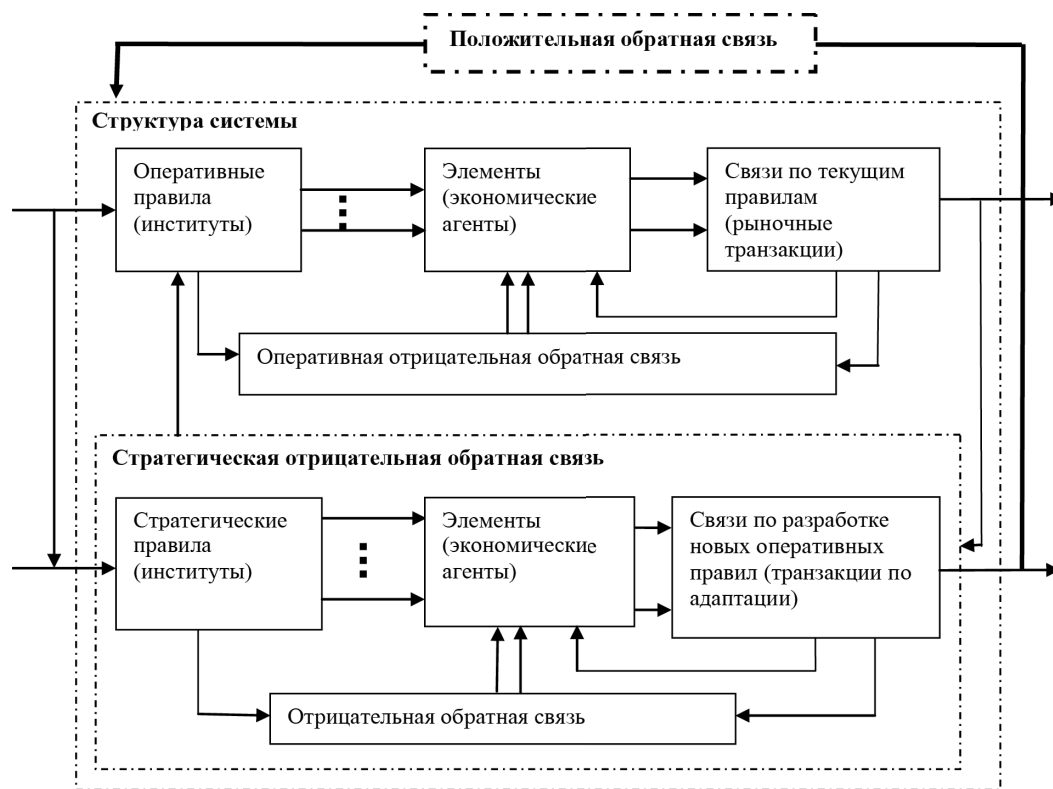 Положительная обратная связь
Структура системы
Оперативные
правила
(институты)
Элементы
(экономические
агенты)
Связи по текущим
правилам
(рыночные
транзакции)
Оперативная отрицательная обратная связь
Стратегическая отрицательная обратная связь
Стратегические
правила
(институты)
Элементы
(экономические
агенты)
Связи по разработке
новых оперативных
правил (транзакции по
адаптации)
Отрицательная обратная связь